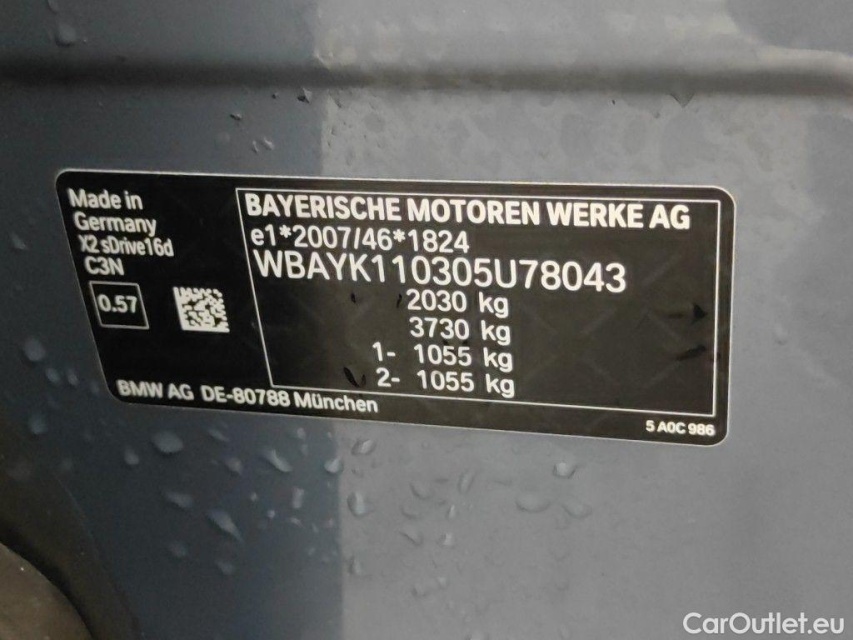 Made in
Germany
X2 sDrive16d
C3N
0.57
BAYERISCHE MOTOREN WERKE AG
e1*2007/46*1824
WBAYK110305U78043
2030 kg
3730 kg
1- 1055 kg
2- 1055 kg
BMW AG DE-80788 München
5 A0C 986
CarOutlet.eu